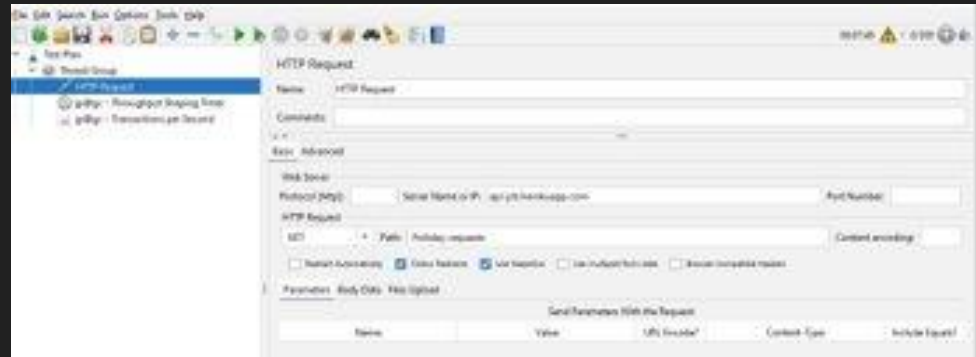 File Edit Search Run Options Tools Help
Test Plan
Thread Group
HTTP Request
jp@gc - Throughput Shaping Timer
jp@gc - Transactions per Second
HTTP Request
Name: HTTP Request
Comments:
Basic Advanced
Web Server
Protocol [http]: Server Name or IP: Port Number:
HTTP Request
GET Path: Content encoding:
Redirect Automatically Follow Redirects Use KeepAlive Use multipart/form-data Browser-compatible headers
Parameters Body Data Files Upload
Send Parameters With the Request:
Name: Value URL Encode? Content-Type Include Equals?